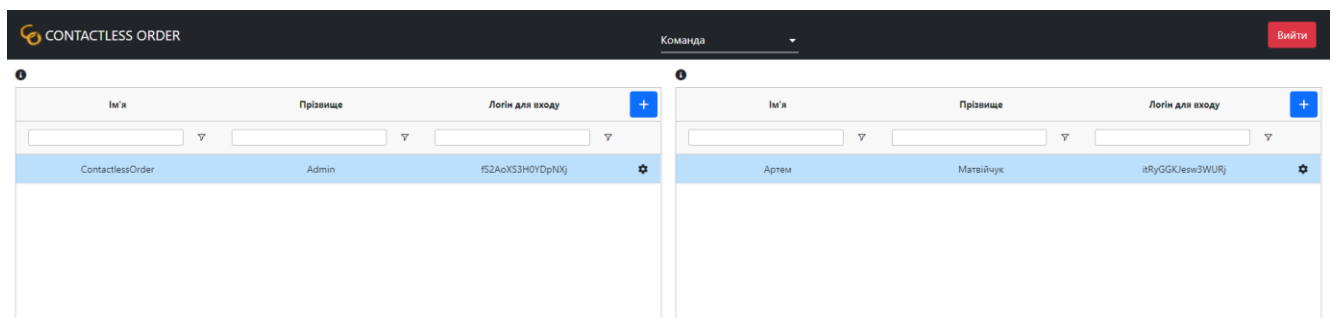 CONTACTLESS ORDER
Команда
Вийти
Ім'я Прізвище Логін для входу +
ContactlessOrder Admin fS2AoXS3H0YDpNXj
Ім'я Прізвище Логін для входу +
Артем Матвійчук itRyGGKJesw3WURj